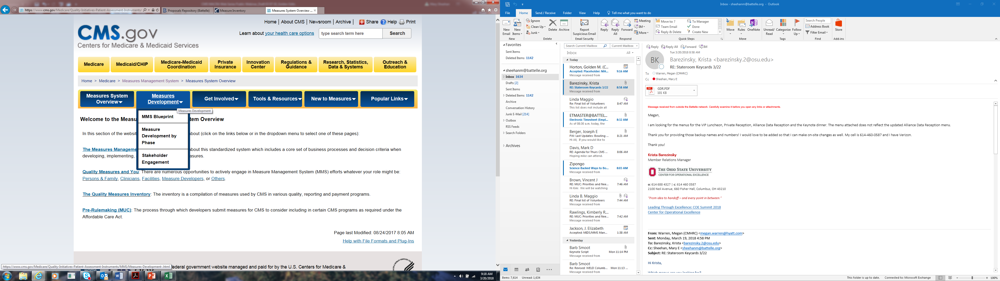 https://www.cms.gov/Medicare/Quality-Initiatives-Patient-Assessment-Instruments/
Proposals Repository (Battelle)
Measure Inventory
Measures System Overview ...
Home | About CMS | Newsroom | Archive | Share Help Print
CMS.gov
Centers for Medicare & Medicaid Services
Learn about your health care options
type search term here
Search
Medicare
Medicaid/CHIP
Medicare-Medicaid Coordination
Private Insurance
Innovation Center
Regulations & Guidance
Research, Statistics, Data & Systems
Outreach & Education
Home > Medicare > Measures Management System > Measures System Overview
Measures System Overview
Measures Development
Get Involved
Tools & Resources
New to Measures
Popular Links
Measures Development
MMS Blueprint
Measure Development by Phase
Stakeholder Engagement
Welcome to the Measu
tem Overview
In this section of the websit
about (click on the links below or in the dropdown menu to select one of these pages):
The Measures Manageme
about this standardized system which includes a core set of business processes and decision criteria when
developing, implementing,
asures.
Quality Measures and You: There are numerous opportunities to actively engage in Measure Management System (MMS) efforts whatever your role might be:
Persons & Family, Clinicians, Facilities, Measure Developers, or Others.
The Quality Measures Inventory: The inventory is a compilation of measures used by CMS in various quality, reporting and payment programs.
Pre-Rulemaking (MUC): The process through which developers submit measures for CMS to consider including in certain CMS programs as required under the
Affordable Care Act.
Page last Modified: 08/24/2017 8:05 AM
Help with File Formats and Plug-Ins
federal government website managed and paid for by the U.S. Centers for Medicare &
https://www.cms.gov/Medicare/Quality-Initiatives-Patient-Assessment-Instruments/MMS/Measures-Development-.html
9:18 AM
3/20/2018
Inbox - sheehanm@battelle.org - Outlook
File Home Send / Receive Folder View Help Tell me what you want to do
New Email
New Items
New
Ignore
Clean Up
Junk
Delete
Archive
Delete
Report Suspicious Email
Email Security
Reply
Reply All
Forward
Meeting
IM
More
Respond
Move to: ?
Team Email
Reply & Delete
To Manager
Done
Create New
Quick Steps
Move
Rules
OneNote
Move
Unread/ Read
Categorize
Follow Up
Tags
Search People
Address Book
Filter Email
Find
Store
Add-ins
Favorites
Sent Items
Deleted Items 1142
sheehanm@battelle.org
Inbox 1634
Drafts [2]
Sent Items
Deleted Items 1142
Archive
Conversation History
Junk E-Mail [214]
Outbox
RSS Feeds
Search Folders
Archives
Search Current Mailbox
Current Mailbox
Inbox
All
Today
Horton, Golden M. (C...
Accepted: Placeholder: MA... 9:16 AM
Message received from
Barezinsky, Krista
RE: Stateroom Keycards 3/22 8:58 AM
Message received from
Linda Maggio
Re: Final list of Volunteers 8:47 AM
This list does not include all
ETMASTER@BATTEL...
Electronic Timesheet (Empl... 8:32 AM
As of 08:30 a.m. today, the
Berger, Joseph E
FW: Last Updates: Bowling ... 8:21 AM
Hi All, If you would like to
Davis, Mark D
RE: Agenda for Thurs CMS ... 8:06 AM
Hoping mike can attend.
Zipongo
Science-Backed Ways to Bo... 8:03 AM
Message received from
Brown, Vincent J
RE: MUC: Priorities and Nee... 7:46 AM
Hi Kim: We will be watching
Linda B. Maggio
RE: Final list of Volunteers 7:44 AM
Message received from
Rawlings, Kimberly R....
RE: MUC: Priorities and Nee... 7:42 AM
Message received from
Jackson, J. Elizabeth
Accepted: MIDS/MMS Man... 1:38 AM
Yesterday
Barb Smoot
Keynote Script Mon 11:14 PM
Message received from
Barb Smoot
Re: Revised: WELD Columb... Mon 11:13 ...
Message received from
Reply Reply All Forward IM
Tue 3/20/2018 8:58 AM
BK
Barezinsky, Krista <barezinsky.2@osu.edu>
RE: Stateroom Keycards 3/22
To Warren, Megan (CMHRC)
Cc Sheehan, Mary E
GDR.PDF
101 KB
Message received from outside the Battelle network. Carefully examine it before you open any links or attachments.
Megan,
I am looking for the menus for the VIP Luncheon, Private Reception, Alliance Data Reception and the Keynote dinner. The menu attached does not reflect the updated Alliance Data Reception menu.
Thank you for providing those backup names and numbers! I would love to be added so that I can make on-site changes as well. My cell is 614-460-0587 and I have Verizon.
Thank you!
Krista Barezinsky
Member Relations Manager
THE OHIO STATE UNIVERSITY
CENTER FOR OPERATIONAL EXCELLENCE
o: 614 688 4327 | c: 614 460 0587
2100 Neil Avenue, 660 Fisher Hall, Columbus, OH 43210
"From idea to handoff – and every point in between."
Leading Through Excellence: COE Summit 2018
Center for Operational Excellence
From: Warren, Megan (CMHRC) <megan.warren@hyatt.com>
Sent: Monday, March 19, 2018 4:58 PM
To: Barezinsky, Krista <barezinsky.2@osu.edu>
Cc: Sheehan, Mary E <sheehanm@battelle.org>
Subject: RE: Stateroom Keycards 3/22
Hi Krista,
Which menus are you looking for?
Items: 7,614 Unread: 1,634
This folder is up to date. Connected to: Microsoft Exchange
100%